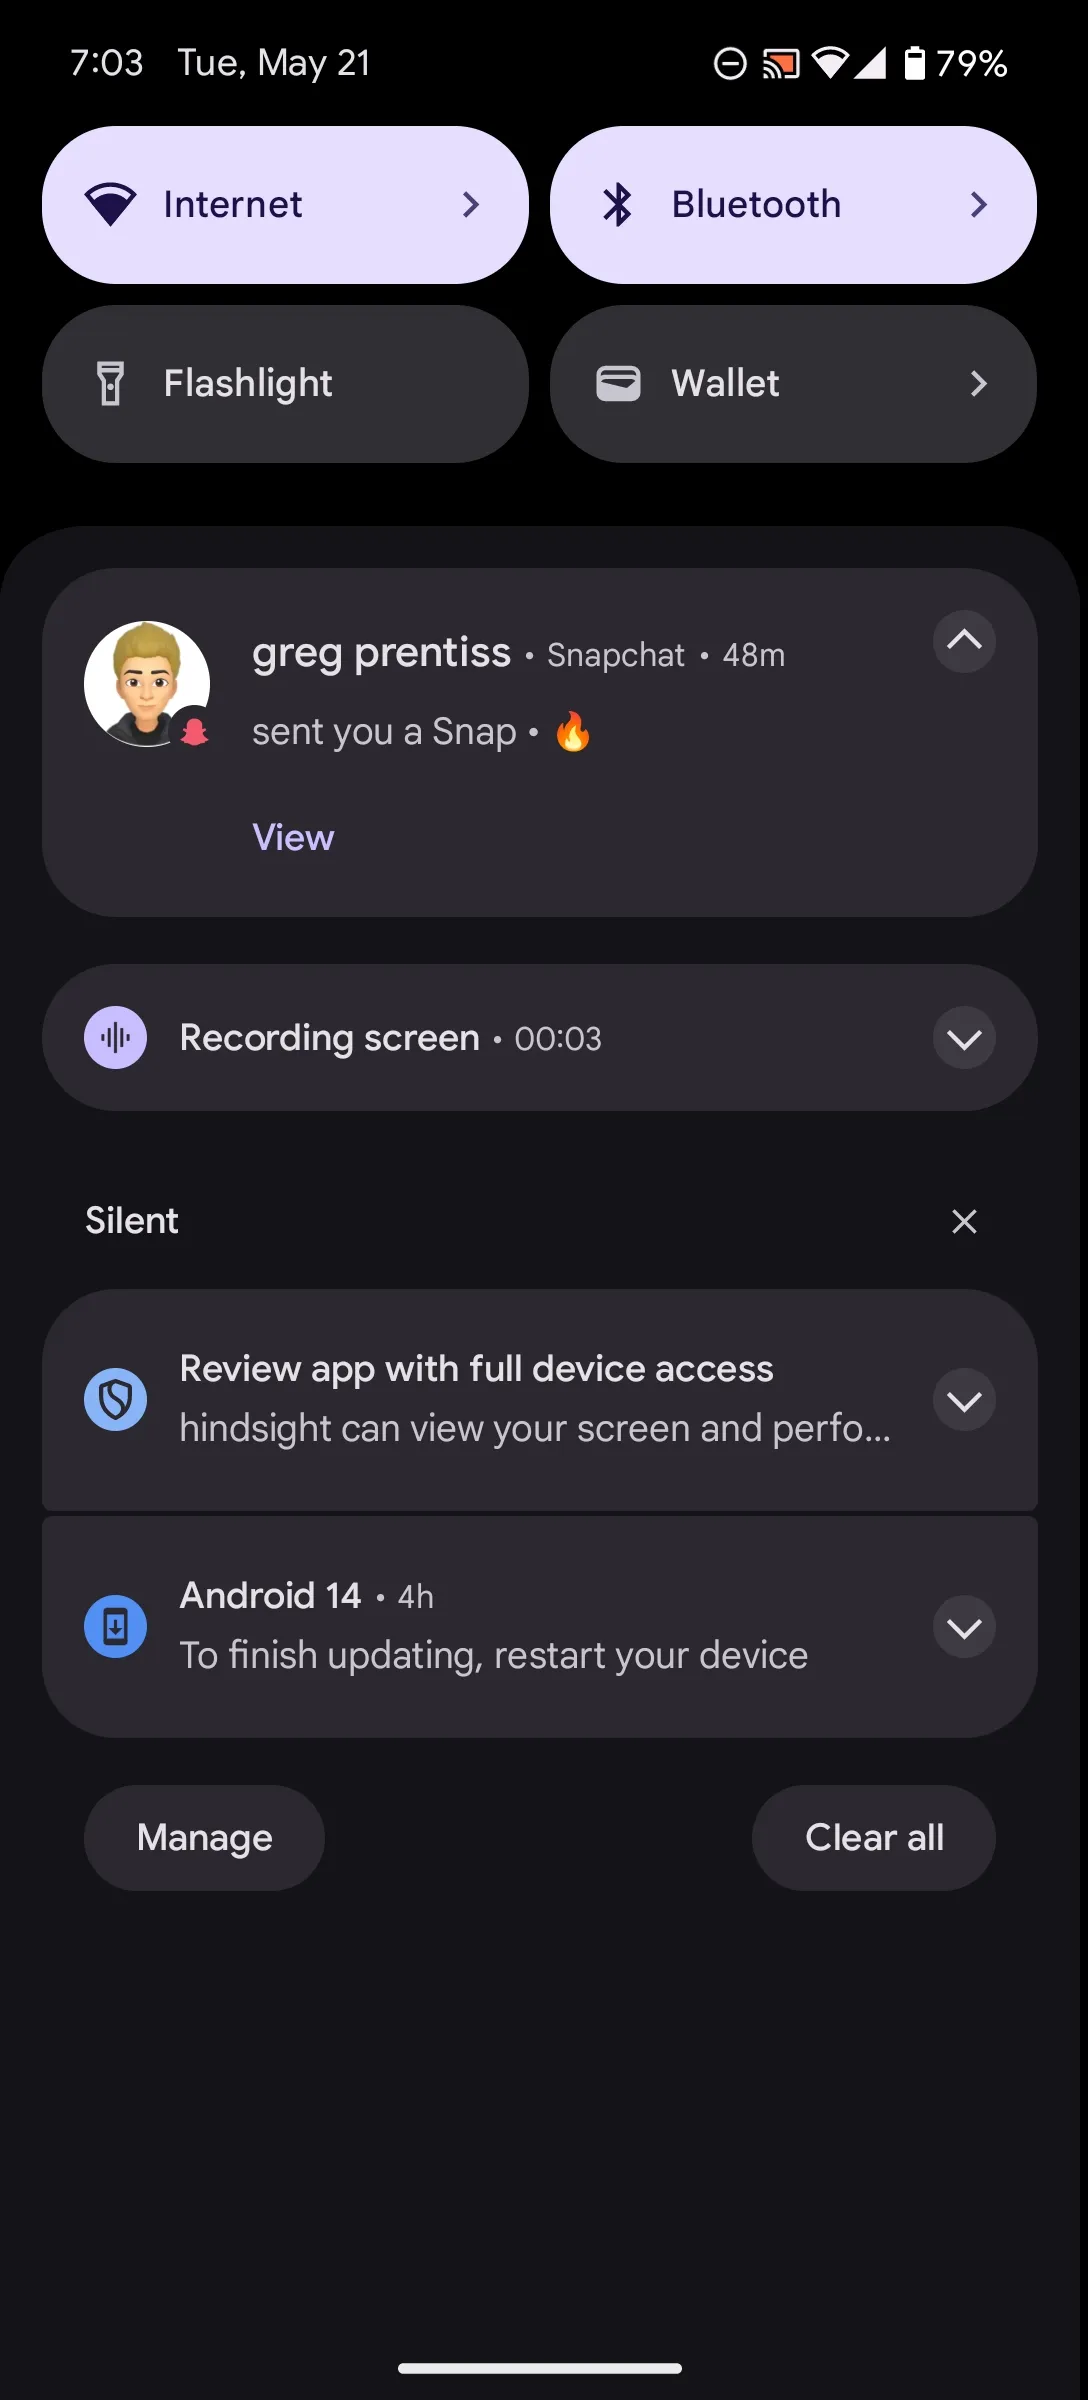 7:03 Tue, May 21 79%
Internet Bluetooth
Flashlight Wallet
greg prentiss • Snapchat • 48m
sent you a Snap • 🔥
View
Recording screen • 00:03
Silent
Review app with full device access
hindsight can view your screen and perfo...
Android 14 • 4h
To finish updating, restart your device
Manage Clear all